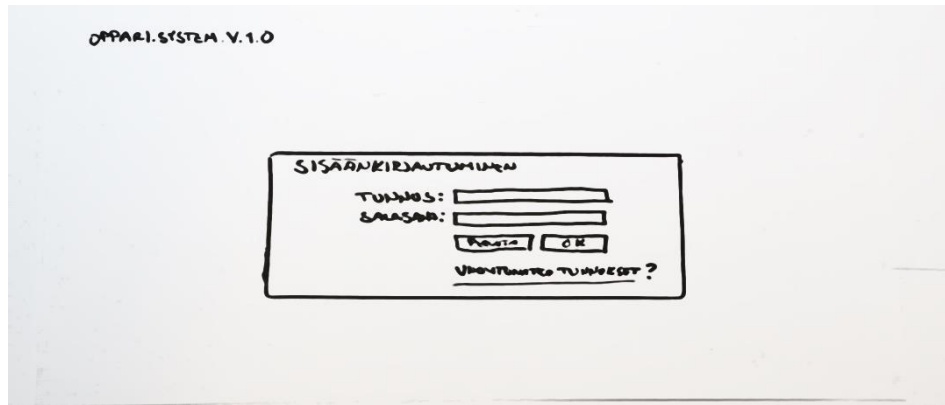 OPPARI.SYSTEM.V.1.0
SISÄÄNKIRJAUTUMINEN
TUNNUS:
SALASANA:
OK
UNOHTUNEET TUNNUKSET?